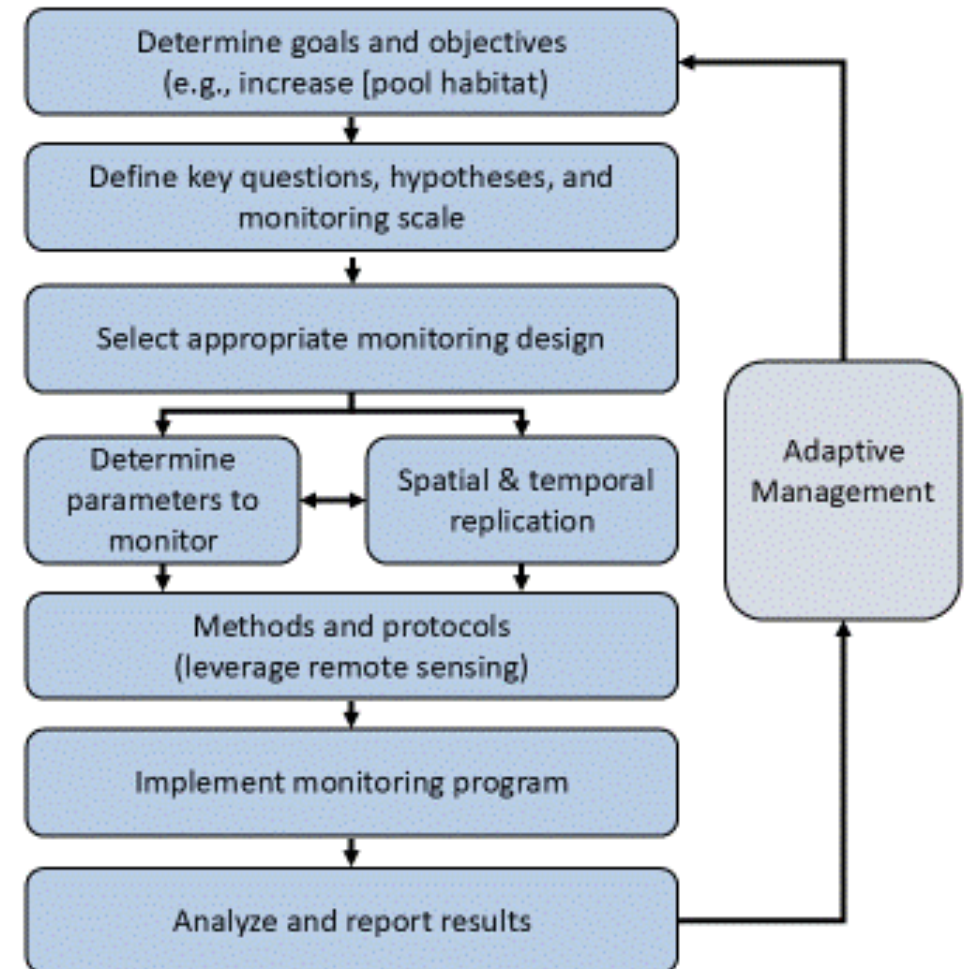 Determine goals and objectives
(e.g., increase [pool habitat)
Define key questions, hypotheses, and
monitoring scale
Select appropriate monitoring design
Determine
parameters to
monitor
Spatial & temporal
replication
Methods and protocols
(leverage remote sensing)
Implement monitoring program
Analyze and report results
Adaptive
Management